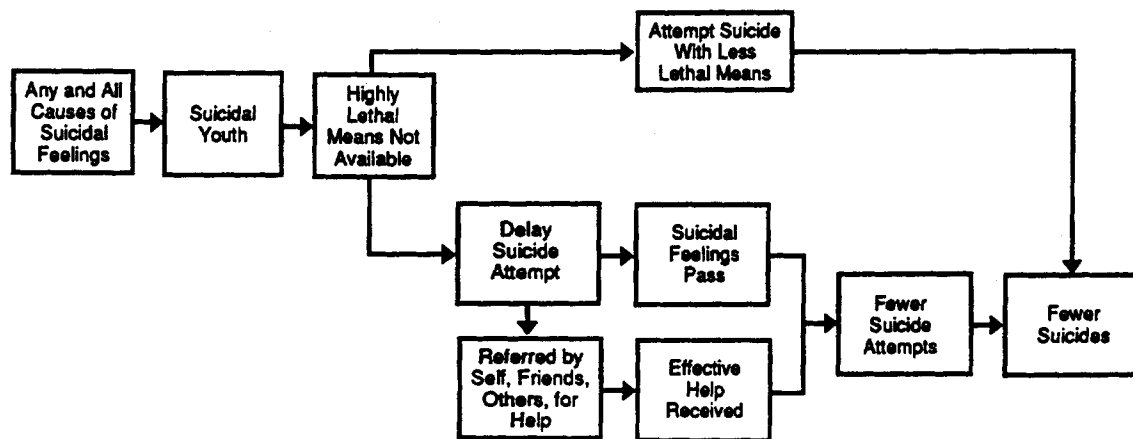 Any and All
Causes of
Suicidal
Feelings
Suicidal
Youth
Highly
Lethal
Means Not
Available
Attempt Suicide
With Less
Lethal Means
Delay
Suicide
Attempt
Suicidal
Feelings
Pass
Referred by
Self, Friends,
Others, for
Help
Effective
Help
Received
Fewer
Suicide
Attempts
Fewer
Suicides